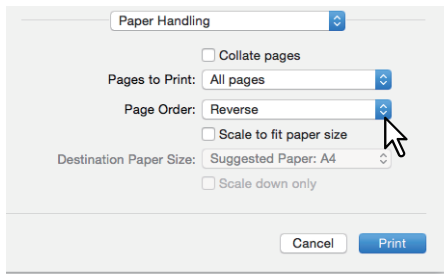 Paper Handling
Collate pages
Pages to Print: All pages
Page Order: Reverse
Scale to fit paper size
Destination Paper Size: Suggested Paper: A4
Scale down only
Cancel Print